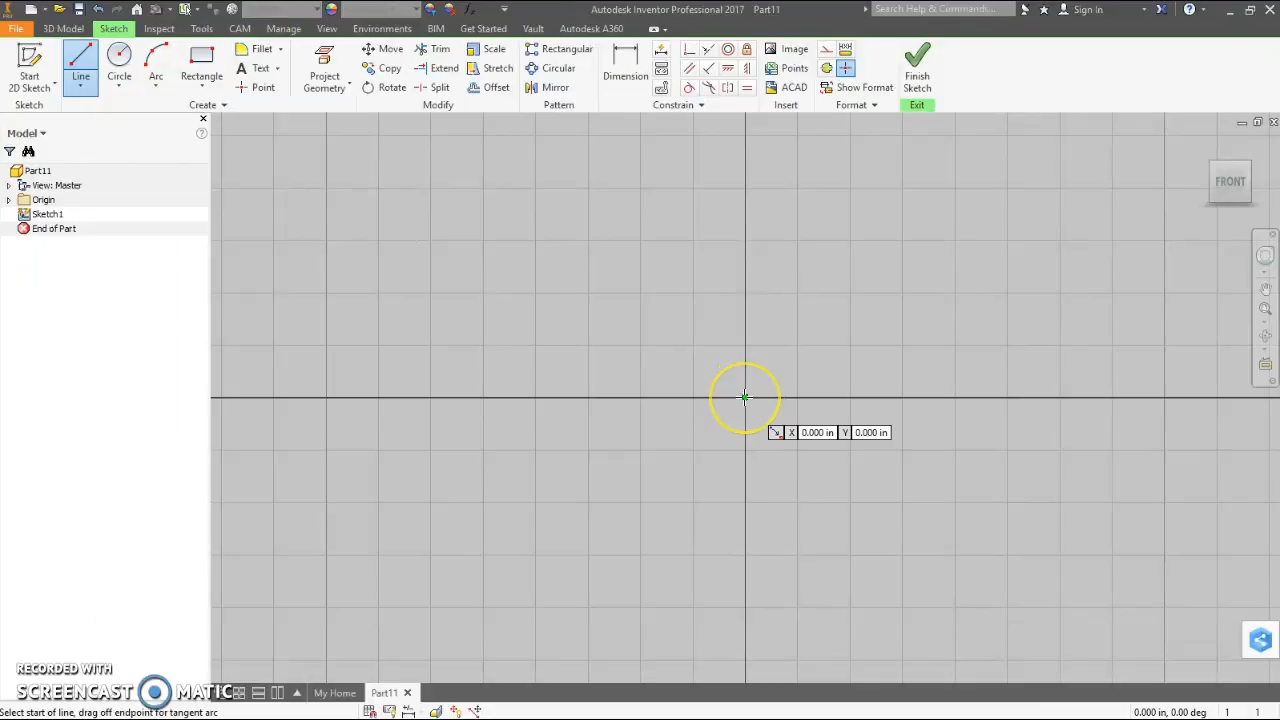 Autodesk Inventor Professional 2017 Part11
Search Help & Commands...
Sign In
PRO
File 3D Model Sketch Inspect Tools CAM Manage View Environments BIM Get Started Vault Autodesk A360
Start
2D Sketch
Line
Circle
Arc
Rectangle
Fillet
Text
Point
Project
Geometry
Move
Copy
Rotate
Trim
Extend
Split
Scale
Stretch
Offset
Rectangular
Circular
Mirror
Dimension
Image
Points
ACAD
Show Format
Finish
Sketch
Sketch Create Modify Pattern Constrain Insert Format Exit
Model
Part11
View: Master
Origin
Sketch1
End of Part
FRONT
X 0.000 in Y 0.000 in
RECORDED WITH
SCREENCAST MATIC
My Home Part11
Select start of line, drag off endpoint for tangent arc
0.000 in, 0.00 deg 1 1